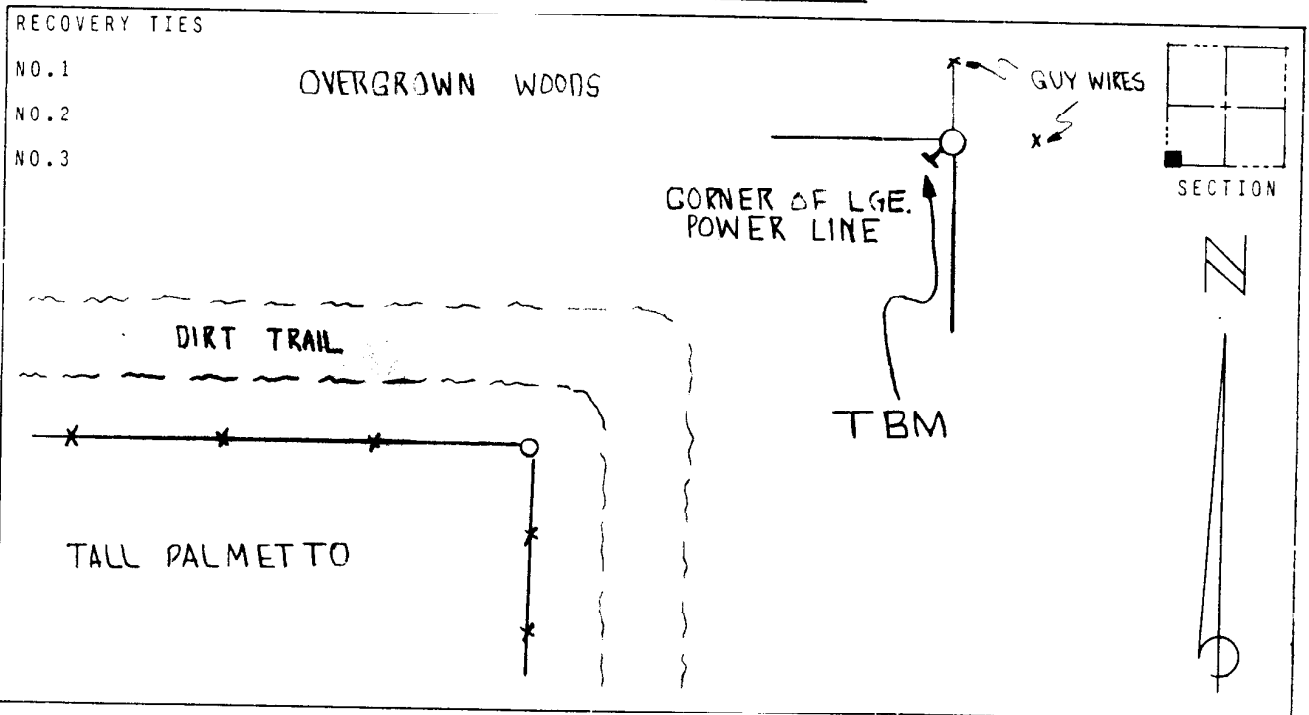 RECOVERY TIES
NO.1
NO.2
NO.3
OVERGROWN WOODS
GUY WIRES
SECTION
CORNER OF LGE.
POWER LINE
N
DIRT TRAIL
TBM
TALL PALMETTO